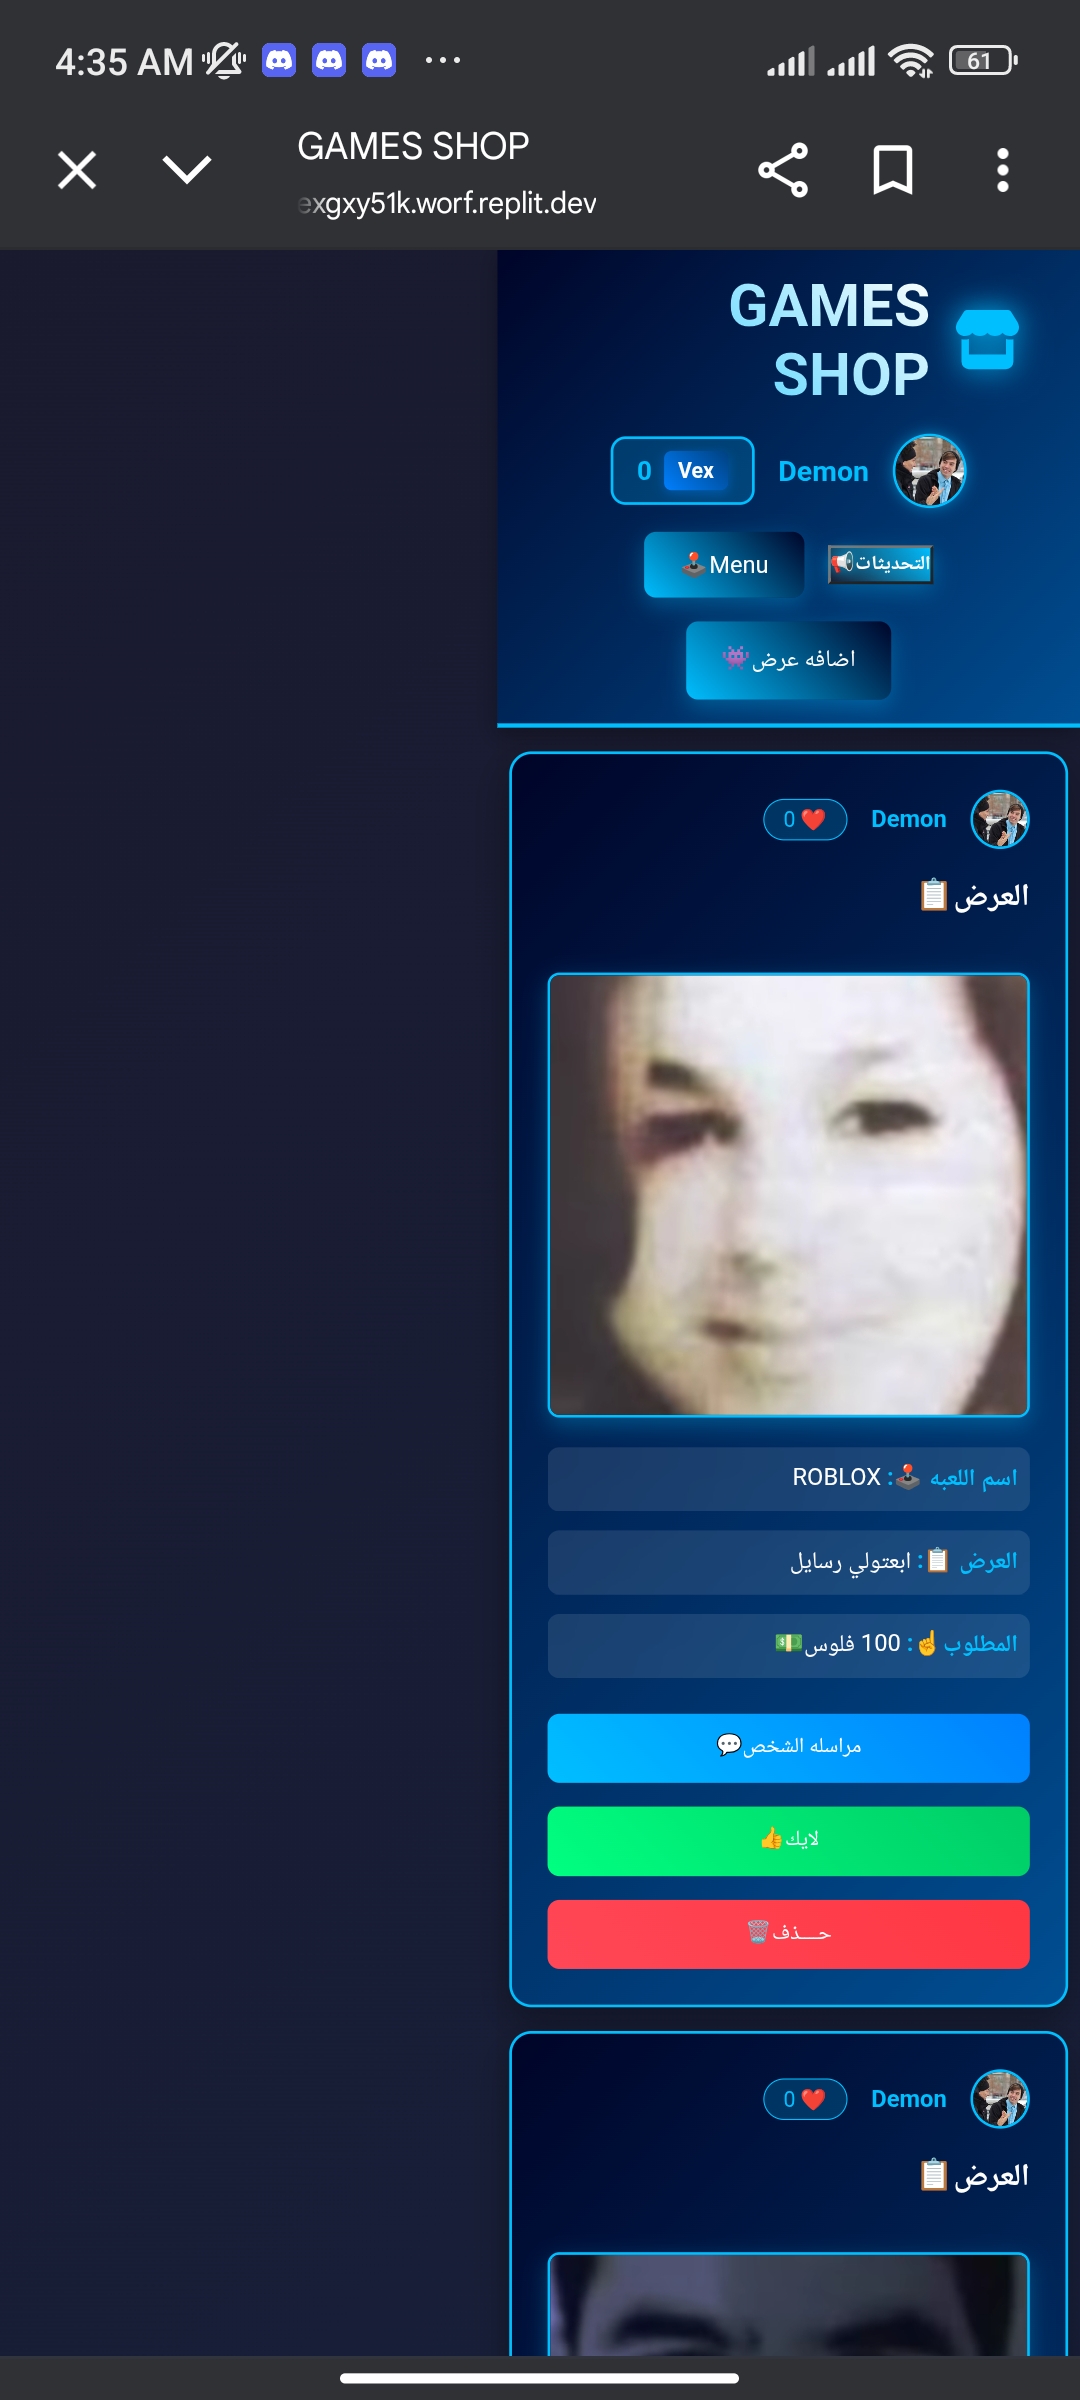 4:35 AM
61
GAMES SHOP
exgxy51k.worf.replit.dev
GAMES
SHOP
Demon
0 Vex
التحديثات📢
🕹️Menu
اضافه عرض👾
Demon
❤️ 0
العرض📋
اسم اللعبه 🕹️: ROBLOX
العرض 📋: ابعتولي رسايل
المطلوب☝️: 100 فلوس💵
مراسله الشخص💬
لايك👍
حـــذف🗑️
Demon
❤️ 0
العرض📋